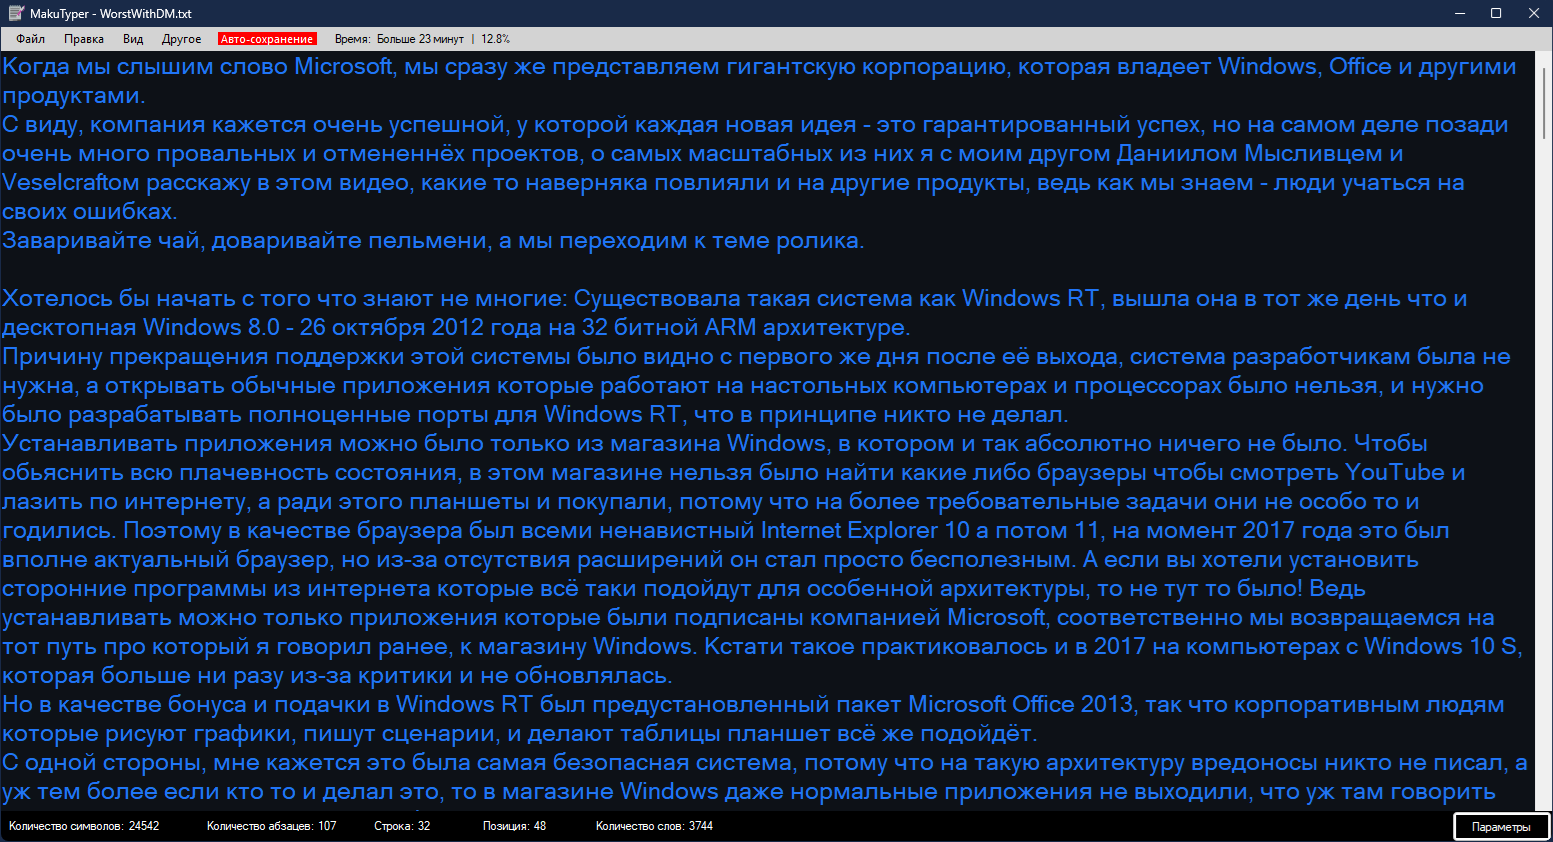 MakuTyper - WorstWithDM.txt
Файл Правка Вид Другое Авто-сохранение Время: Больше 23 минут | 12.8%
Когда мы слышим слово Microsoft, мы сразу же представляем гигантскую корпорацию, которая владеет Windows, Office и другими
продуктами.
С виду, компания кажется очень успешной, у которой каждая новая идея - это гарантированный успех, но на самом деле позади
очень много провальных и отмененнёх проектов, о самых масштабных из них я с моим другом Даниилом Мысливцем и
Veselcraftом расскажу в этом видео, какие то наверняка повлияли и на другие продукты, ведь как мы знаем - люди учаться на
своих ошибках.
Заваривайте чай, доваривайте пельмени, а мы переходим к теме ролика.
Хотелось бы начать с того что знают не многие: Существовала такая система как Windows RT, вышла она в тот же день что и
десктопная Windows 8.0 - 26 октября 2012 года на 32 битной ARM архитектуре.
Причину прекращения поддержки этой системы было видно с первого же дня после её выхода, система разработчикам была не
нужна, а открывать обычные приложения которые работают на настольных компьютерах и процессорах было нельзя, и нужно
было разрабатывать полноценные порты для Windows RT, что в принципе никто не делал.
Устанавливать приложения можно было только из магазина Windows, в котором и так абсолютно ничего не было. Чтобы
обьяснить всю плачевность состояния, в этом магазине нельзя было найти какие либо браузеры чтобы смотреть YouTube и
лазить по интернету, а ради этого планшеты и покупали, потому что на более требовательные задачи они не особо то и
годились. Поэтому в качестве браузера был всеми ненавистный Internet Explorer 10 а потом 11, на момент 2017 года это был
вполне актуальный браузер, но из-за отсутствия расширений он стал просто бесполезным. А если вы хотели установить
сторонние программы из интернета которые всё таки подойдут для особенной архитектуры, то не тут то было! Ведь
устанавливать можно только приложения которые были подписаны компанией Microsoft, соответственно мы возвращаемся на
тот путь про который я говорил ранее, к магазину Windows. Кстати такое практиковалось и в 2017 на компьютерах с Windows 10 S,
которая больше ни разу из-за критики и не обновлялась.
Но в качестве бонуса и подачки в Windows RT был предустановленный пакет Microsoft Office 2013, так что корпоративным людям
которые рисуют графики, пишут сценарии, и делают таблицы планшет всё же подойдёт.
С одной стороны, мне кажется это была самая безопасная система, потому что на такую архитектуру вредоносы никто не писал, а
уж тем более если кто то и делал это, то в магазине Windows даже нормальные приложения не выходили, что уж там говорить
Количество символов: 24542 Количество абзацев: 107 Строка: 32 Позиция: 48 Количество слов: 3744 Параметры